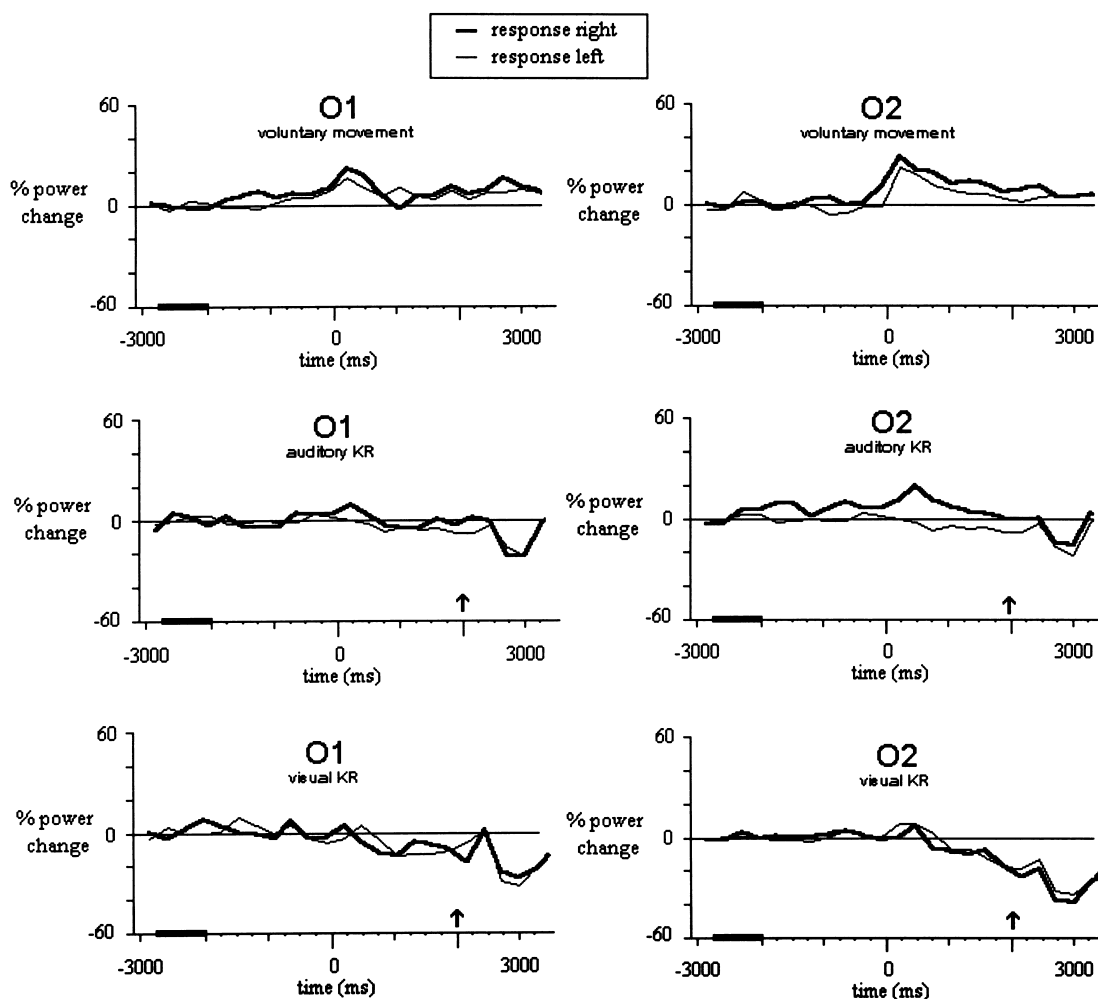 response right
response left
60
O1
voluntary movement
% power
change
0
-60
-3000
0
3000
time (ms)
60
O2
voluntary movement
% power
change
0
-60
-3000
0
3000
time (ms)
60
O1
auditory KR
% power
change
0
-60
-3000
0
3000
time (ms)
60
O2
auditory KR
% power
change
0
-60
-3000
0
3000
time (ms)
60
O1
visual KR
% power
change
0
-60
-3000
0
3000
time (ms)
60
O2
visual KR
% power
change
0
-60
-3000
0
3000
time (ms)